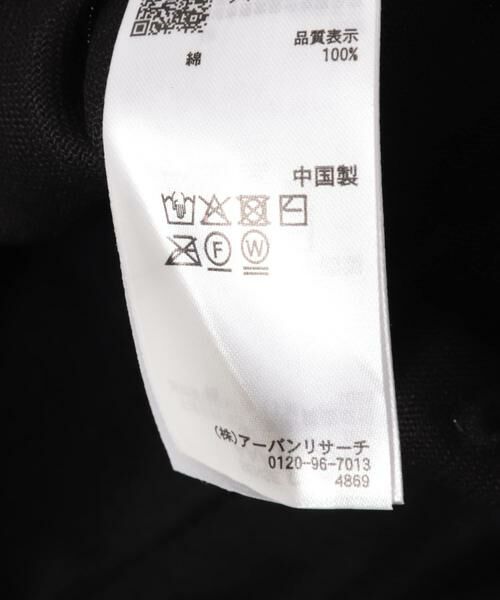 品質表示
綿 100%
中国製
F W
(株)アーバンリサーチ
0120-96-7013
4869